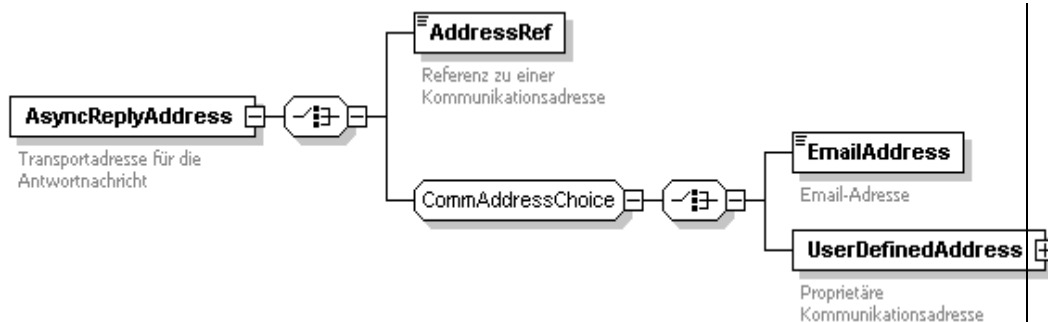 AddressRef
Referenz zu einer
Kommunikationsadresse
AsyncReplyAddress
Transportadresse für die
Antwortnachricht
EmailAddress
Email-Adresse
CommAddressChoice
UserDefinedAddress
Proprietäre
Kommunikationsadresse